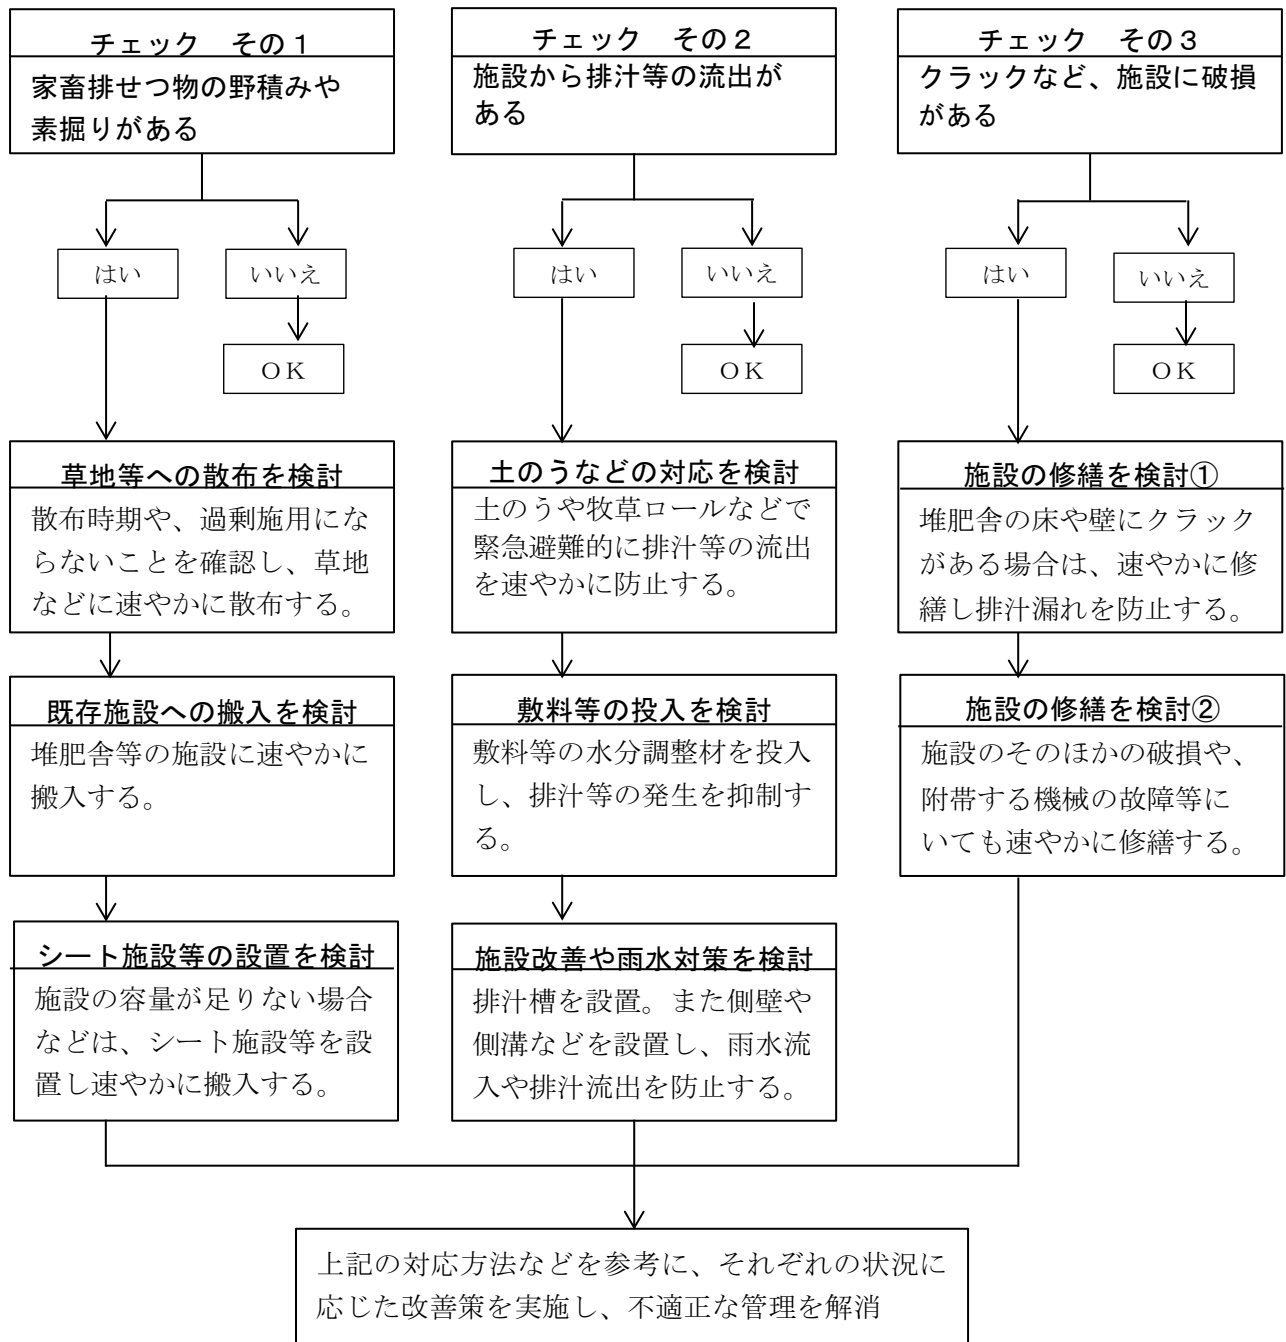 チェック　その１
家畜排せつ物の野積みや
素掘りがある
はい
いいえ
ＯＫ
草地等への散布を検討
散布時期や、過剰施用にな
らないことを確認し、草地
などに速やかに散布する。
既存施設への搬入を検討
堆肥舎等の施設に速やかに
搬入する。
シート施設等の設置を検討
施設の容量が足りない場合
などは、シート施設等を設
置し速やかに搬入する。
チェック　その２
施設から排汁等の流出が
ある
はい
いいえ
ＯＫ
土のうなどの対応を検討
土のうや牧草ロールなどで
緊急避難的に排汁等の流出
を速やかに防止する。
敷料等の投入を検討
敷料等の水分調整材を投入
し、排汁等の発生を抑制す
る。
施設改善や雨水対策を検討
排汁槽を設置。また側壁や
側溝などを設置し、雨水流
入や排汁流出を防止する。
チェック　その３
クラックなど、施設に破損
がある
はい
いいえ
ＯＫ
施設の修繕を検討①
堆肥舎の床や壁にクラック
がある場合は、速やかに修
繕し排汁漏れを防止する。
施設の修繕を検討②
施設のそのほかの破損や、
附帯する機械の故障等に
いても速やかに修繕する。
上記の対応方法などを参考に、それぞれの状況に
応じた改善策を実施し、不適正な管理を解消